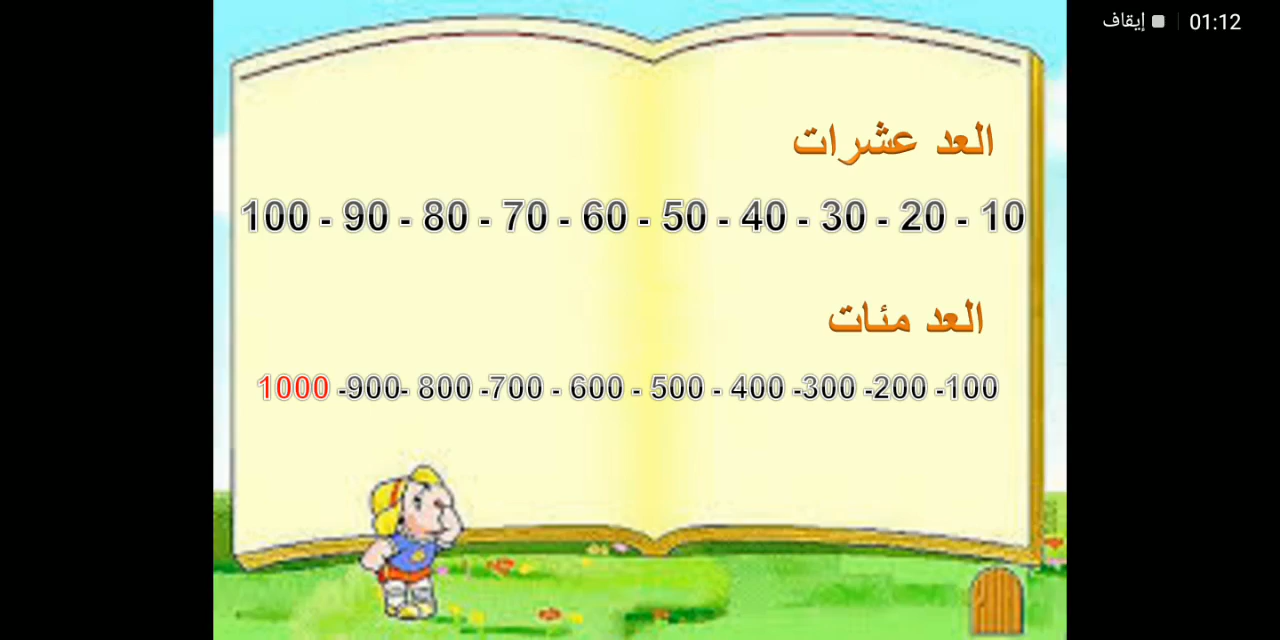 01:12 إيقاف
العد عشرات
10 - 20 - 30 - 40 - 50 - 60 - 70 - 80 - 90 - 100
العد مئات
100- 200- 300- 400 - 500 - 600 - 700- 800 -900- 1000